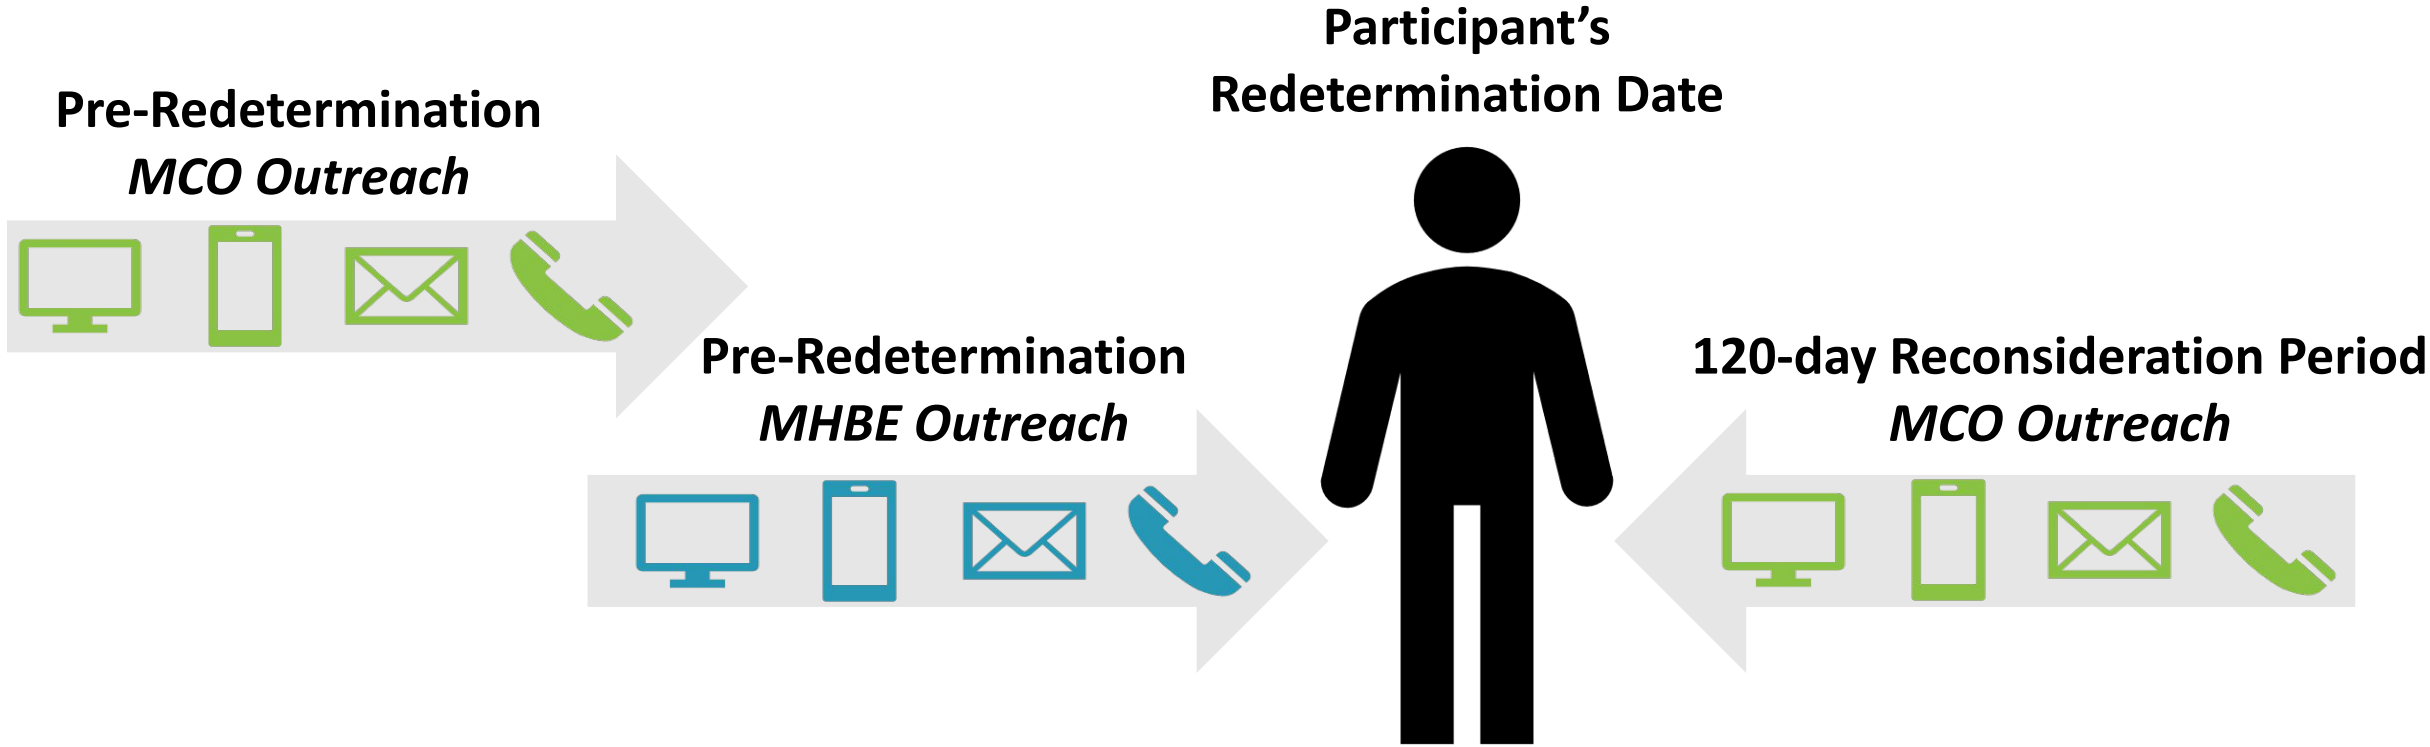 Pre-Redetermination
MCO Outreach
Pre-Redetermination
MHBE Outreach
Participant’s
Redetermination Date
120-day Reconsideration Period
MCO Outreach